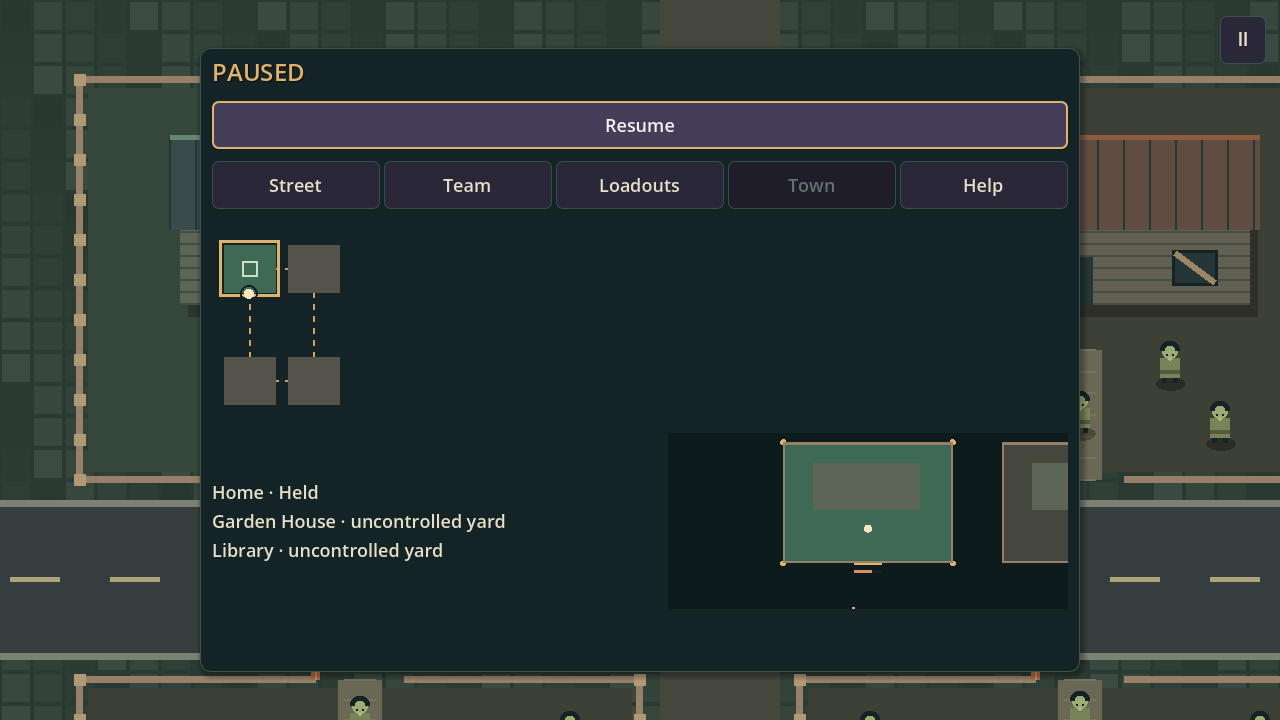 PAUSED
Resume
Street Team Loadouts Town Help
Home · Held
Garden House · uncontrolled yard
Library · uncontrolled yard